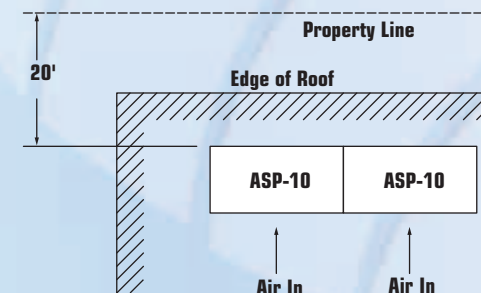 Property Line
20'
Edge of Roof
ASP-10 ASP-10
Air In Air In